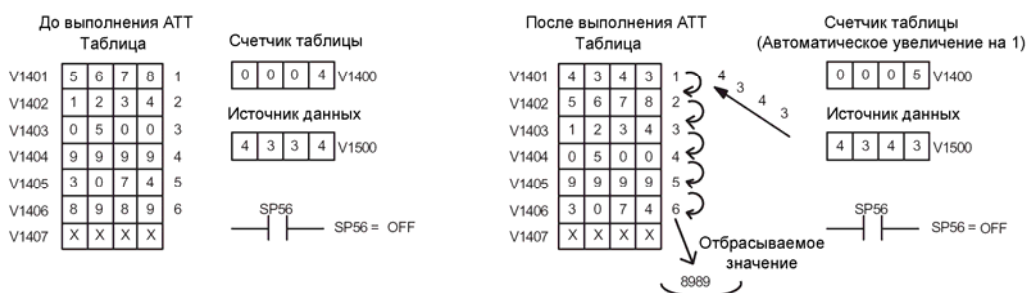 До выполнения ATT
Таблица
Счетчик таблицы
V1401 5 6 7 8 1
0 0 0 4 V1400
V1402 1 2 3 4 2
Источник данных
V1403 0 5 0 0 3
4 3 3 4 V1500
V1404 9 9 9 9 4
V1405 3 0 7 4 5
V1406 8 9 8 9 6
SP56
SP56 = OFF
V1407 X X X X
После выполнения ATT
Таблица
Счетчик таблицы
(Автоматическое увеличение на 1)
V1401 4 3 4 3 1
4 3 4 3
0 0 0 5 V1400
V1402 5 6 7 8 2
Источник данных
V1403 1 2 3 4 3
4 3 4 3 V1500
V1404 0 5 0 0 4
V1405 9 9 9 9 5
V1406 3 0 7 4 6
SP56
SP56 = OFF
V1407 X X X X
Отбрасываемое
значение
8989